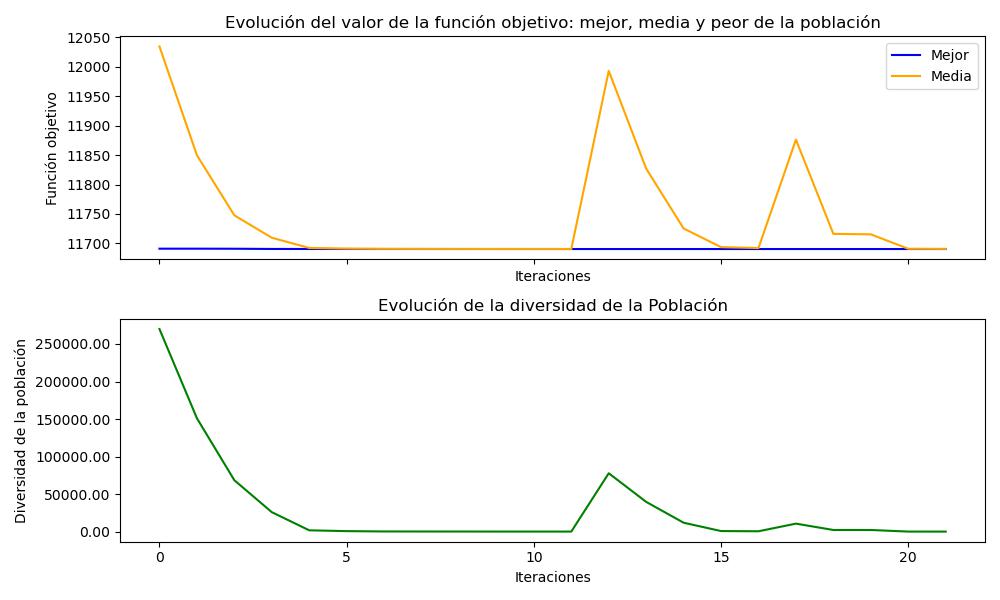 Evolución del valor de la función objetivo: mejor, media y peor de la población
12050
12000
11950
11900
11850
11800
11750
11700
Función objetivo
Mejor
Media
Iteraciones
Evolución de la diversidad de la Población
250000.00
200000.00
150000.00
100000.00
50000.00
0.00
Diversidad de la población
0 5 10 15 20
Iteraciones